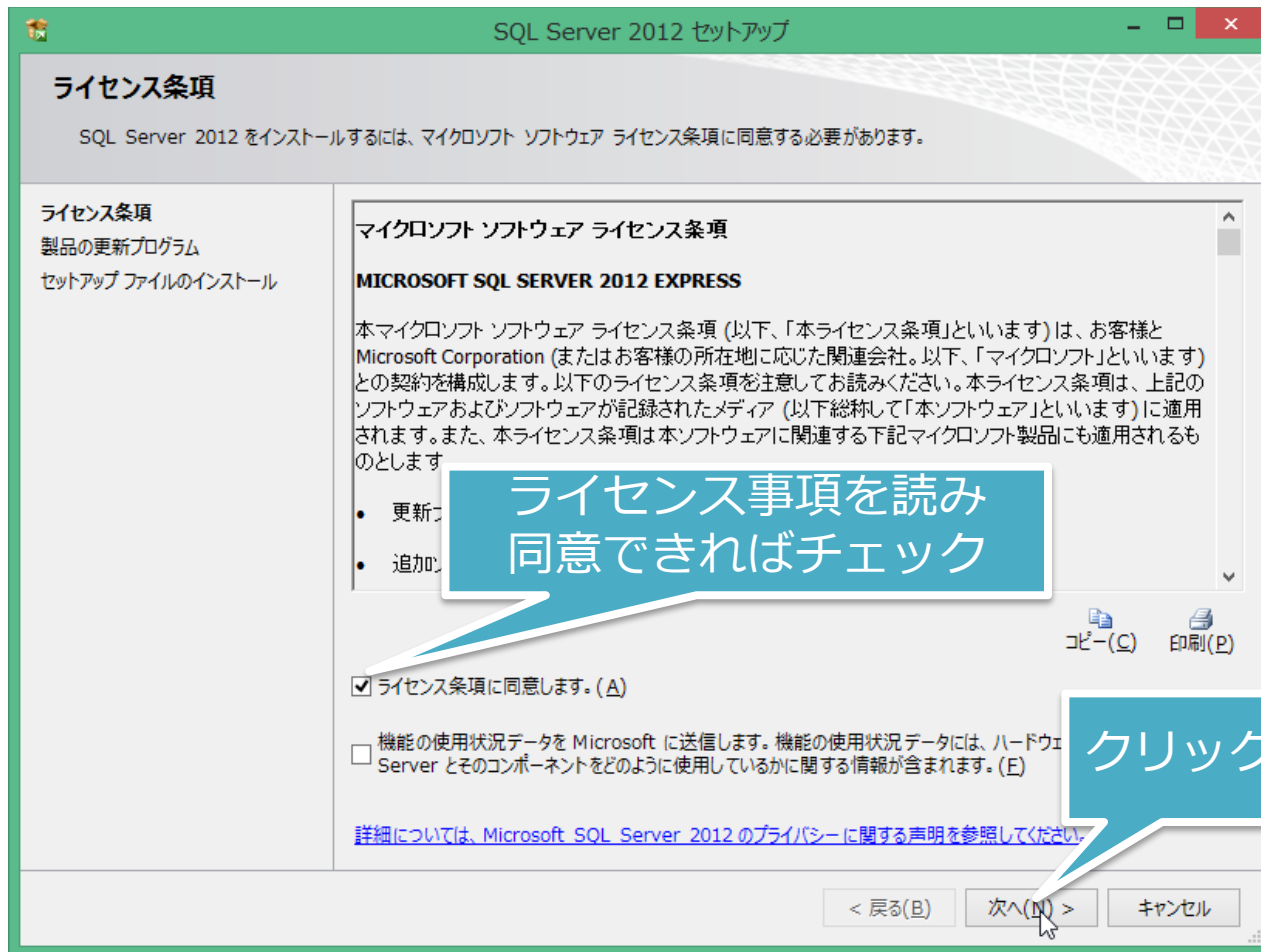 SQL Server 2012 セットアップ
ライセンス条項
SQL Server 2012 をインストールするには、マイクロソフト ソフトウェア ライセンス条項に同意する必要があります。
ライセンス条項
製品の更新プログラム
セットアップ ファイルのインストール
マイクロソフト ソフトウェア ライセンス条項
MICROSOFT SQL SERVER 2012 EXPRESS
本マイクロソフト ソフトウェア ライセンス条項 (以下、「本ライセンス条項」といいます) は、お客様と
Microsoft Corporation (またはお客様の所在地に応じた関連会社。以下、「マイクロソフト」といいます)
との契約を構成します。以下のライセンス条項を注意してお読みください。本ライセンス条項は、上記の
ソフトウェアおよびソフトウェアが記録されたメディア (以下総称して「本ソフトウェア」といいます) に適用
されます。また、本ライセンス条項は本ソフトウェアに関連する下記マイクロソフト製品にも適用されるも
のとします
• 更新
• 追加
ライセンス事項を読み
同意できればチェック
コピー(C) 印刷(P)
ライセンス条項に同意します。(A)
機能の使用状況データを Microsoft に送信します。機能の使用状況データには、ハードウェ
Server とそのコンポーネントをどのように使用しているかに関する情報が含まれます。(F)
クリック
詳細については、Microsoft SQL Server 2012 のプライバシーに関する声明を参照してください。
< 戻る(B) 次へ(N) > キャンセル